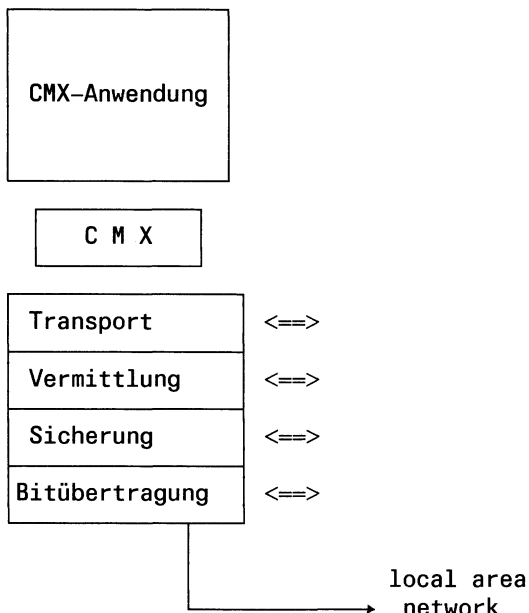 CMX–Anwendung
C M X
Transport <==>
Vermittlung <==>
Sicherung <==>
Bitübertragung <==>
local area
network